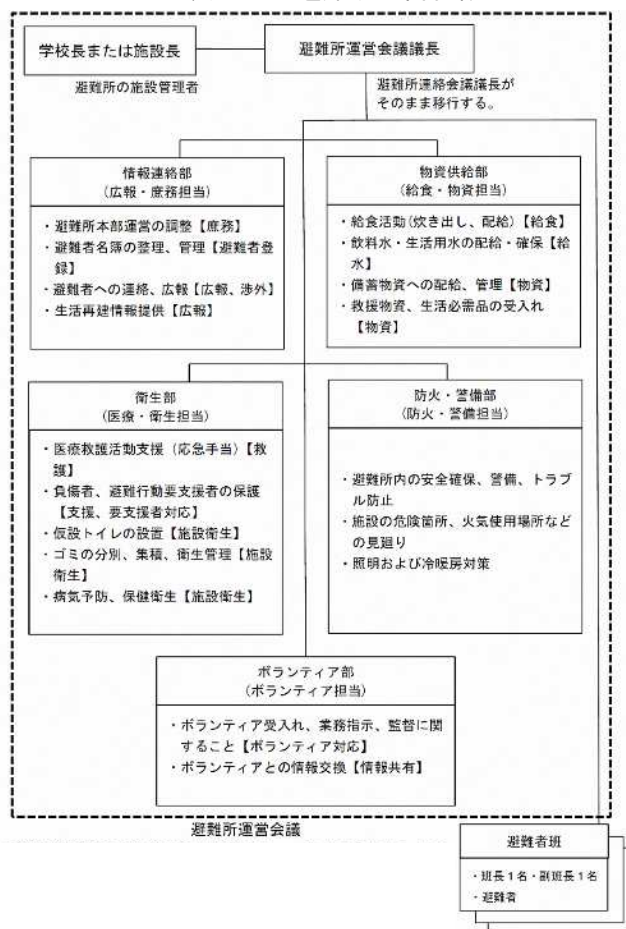 学校長または施設長
避難所運営会議議長
避難所の施設管理者
避難所連絡会議議長が
そのまま移行する。
情報連絡部
(広報・庶務担当)
・避難所本部運営の調整【庶務】
・避難者名簿の整理、管理【避難者登
録】
・避難者への連絡、広報【広報、渉外】
・生活再建情報提供【広報】
物資供給部
(給食・物資担当)
・給食活動(炊き出し、配給)【給食】
・飲料水・生活用水の配給・確保【給
水】
・備蓄物資への配給、管理【物資】
・救援物資、生活必需品の受入れ
【物資】
衛生部
(医療・衛生担当)
・医療救護活動支援(応急手当)【救
護】
・負傷者、避難行動要支援者の保護
【支援、要支援者対応】
・仮設トイレの設置【施設衛生】
・ゴミの分別、集積、衛生管理【施設
衛生】
・病気予防、保健衛生【施設衛生】
防火・警備部
(防火・警備担当)
・避難所内の安全確保、警備、トラブ
ル防止
・施設の危険箇所、火気使用場所など
の見廻り
・照明および冷暖房対策
ボランティア部
(ボランティア担当)
・ボランティア受入れ、業務指示、監督に関
すること【ボランティア対応】
・ボランティアとの情報交換【情報共有】
避難所運営会議
避難者班
・班長1名・副班長1名
・避難者